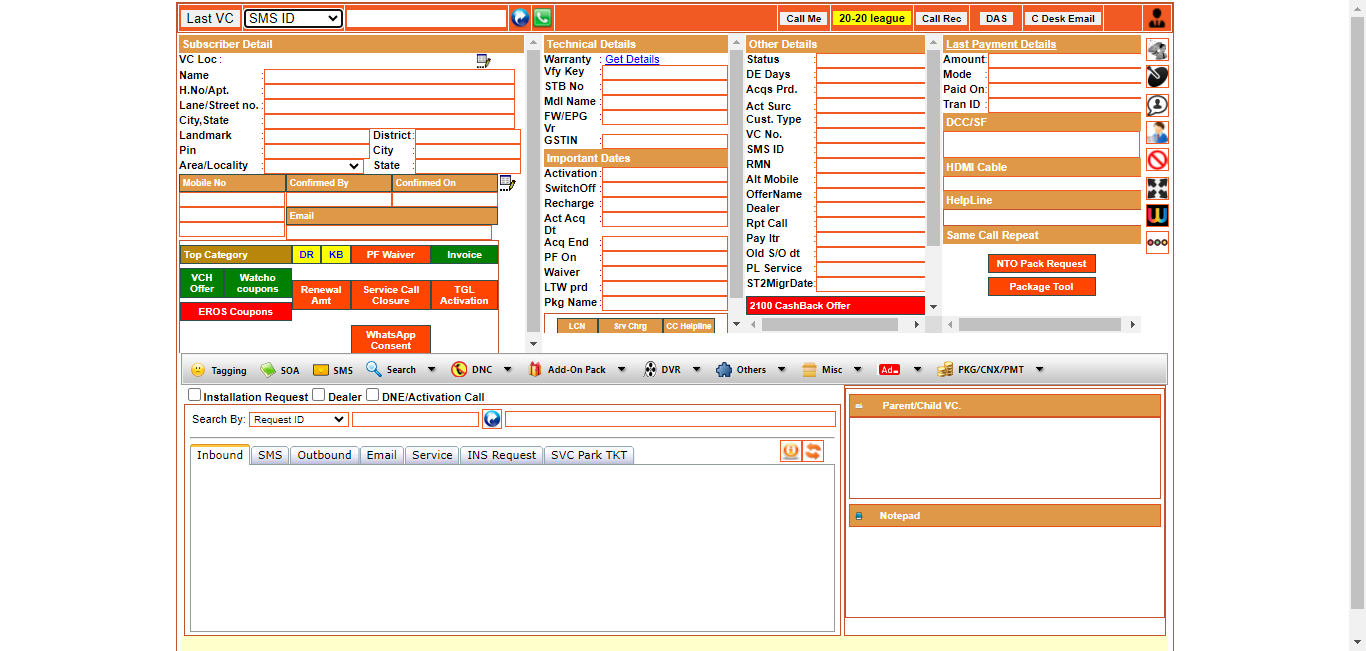 Last VC SMS ID Call Me 20-20 league Call Rec DAS C Desk Email
Subscriber Detail
VC Loc :
Name :
H.No/Apt. :
Lane/Street no. :
City,State :
Landmark : District :
Pin : City :
Area/Locality : State :
Mobile No Confirmed By Confirmed On
Email
Top Category DR KB PF Waiver Invoice
VCH Offer Watcho coupons Renewal Amt Service Call Closure TGL Activation
EROS Coupons
WhatsApp Consent
Technical Details
Warranty : Get Details
Vfy Key :
STB No :
Mdl Name :
FW/EPG Vr :
GSTIN :
Important Dates
Activation :
SwitchOff :
Recharge :
Act Acq Dt :
Acq End :
PF On :
Waiver :
LTW prd :
Pkg Name :
LCN Srv Chrg CC Helpline
Other Details
Status :
DE Days :
Acqs Prd. :
Act Surc :
Cust. Type :
VC No. :
SMS ID :
RMN :
Alt Mobile :
OfferName :
Dealer :
Rpt Call :
Pay Itr :
Old S/O dt :
PL Service :
ST2MigrDate :
2100 CashBack Offer
Last Payment Details
Amount :
Mode :
Paid On :
Tran ID :
DCC/SF
HDMI Cable
HelpLine
Same Call Repeat
NTO Pack Request
Package Tool
Tagging SOA SMS Search DNC Add-On Pack DVR Others Misc Ad PKG/CNX/PMT
Installation Request Dealer DNE/Activation Call
Search By: Request ID
Inbound SMS Outbound Email Service INS Request SVC Park TKT
Parent/Child VC.
Notepad